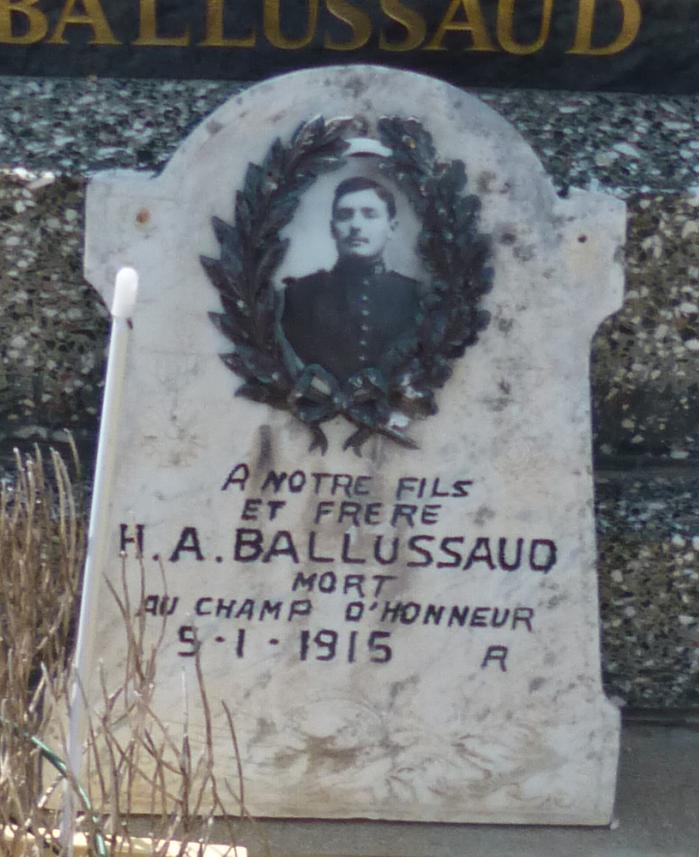 BALLUSSAUD
A NOTRE FILS
ET FRERE
H. A. BALLUSSAUD
MORT
AU CHAMP D'HONNEUR
5-1-1915 R